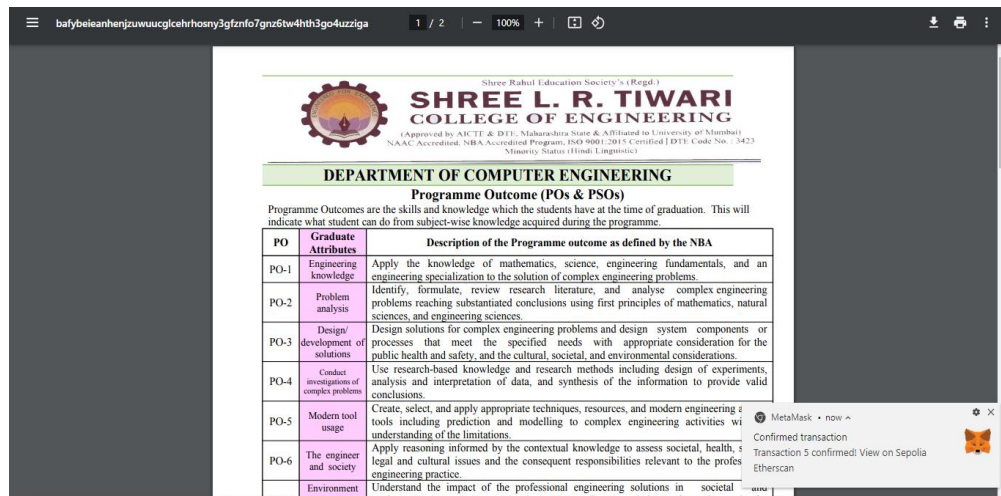 bafybeieanhenjzuwuucglcehrhosny3gfznfo7gnz6tw4hth3go4uzziga
1 / 2
100%
Shree Rahul Education Society's (Regd.)
SHREE L. R. TIWARI
COLLEGE OF ENGINEERING
(Approved by AICTE & DTE, Maharashtra State & Affiliated to University of Mumbai)
NAAC Accredited, NBA Accredited Program, ISO 9001:2015 Certified | DTE Code No. : 3423
Minority Status (Hindi Linguistic)
DEPARTMENT OF COMPUTER ENGINEERING
Programme Outcome (POs & PSOs)
Programme Outcomes are the skills and knowledge which the students have at the time of graduation. This will
indicate what student can do from subject-wise knowledge acquired during the programme.
PO Graduate Attributes Description of the Programme outcome as defined by the NBA
PO-1 Engineering knowledge Apply the knowledge of mathematics, science, engineering fundamentals, and an
engineering specialization to the solution of complex engineering problems.
PO-2 Problem analysis Identify, formulate, review research literature, and analyse complex engineering
problems reaching substantiated conclusions using first principles of mathematics, natural
sciences, and engineering sciences.
PO-3 Design/ development of solutions Design solutions for complex engineering problems and design system components or
processes that meet the specified needs with appropriate consideration for the
public health and safety, and the cultural, societal, and environmental considerations.
PO-4 Conduct investigations of complex problems Use research-based knowledge and research methods including design of experiments,
analysis and interpretation of data, and synthesis of the information to provide valid
conclusions.
PO-5 Modern tool usage Create, select, and apply appropriate techniques, resources, and modern engineering
tools including prediction and modelling to complex engineering activities
understanding of the limitations.
PO-6 The engineer and society Apply reasoning informed by the contextual knowledge to assess societal, health,
legal and cultural issues and the consequent responsibilities relevant to the
engineering practice.
Environment Understand the impact of the professional engineering solutions in societal and
MetaMask • now
Confirmed transaction
Transaction 5 confirmed! View on Sepolia
Etherscan